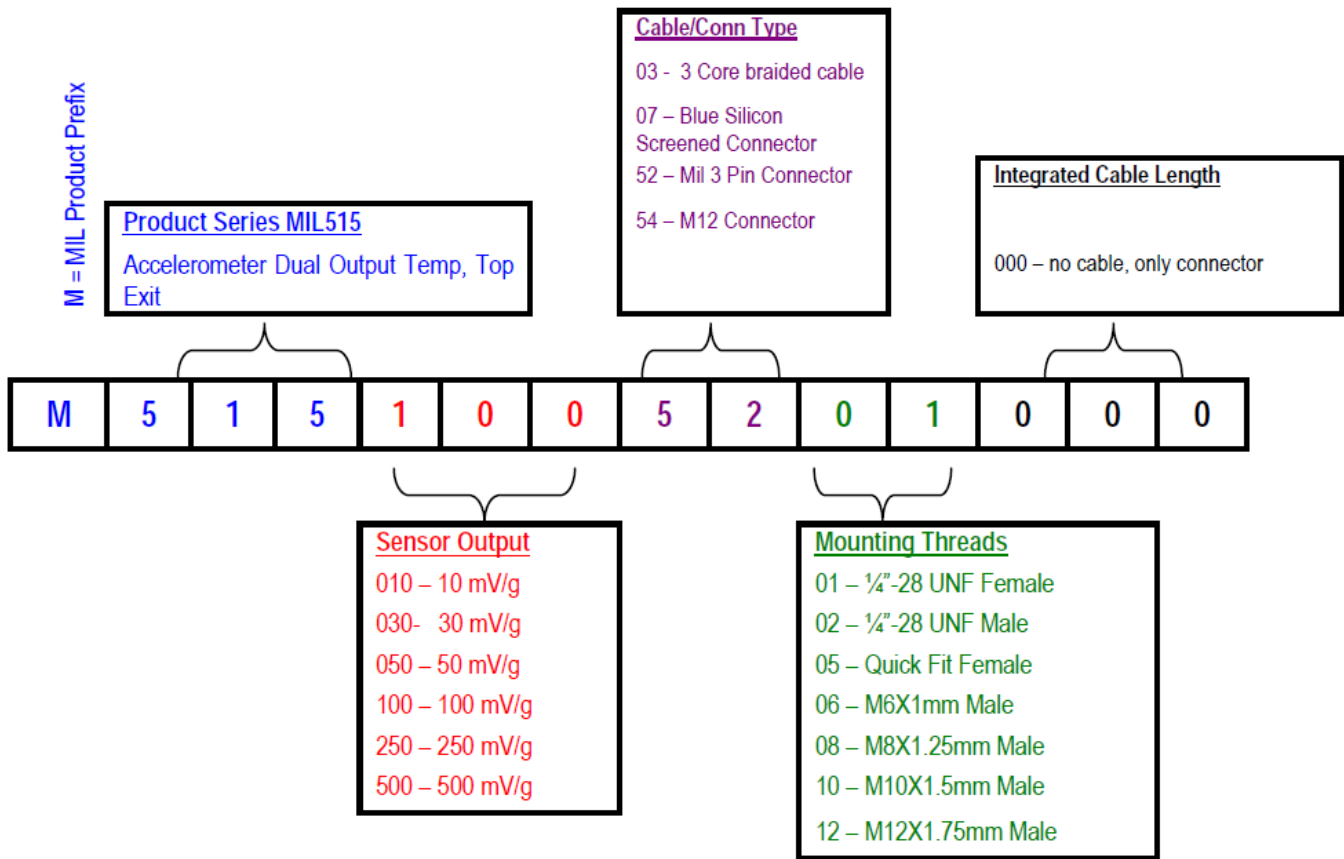 M = MIL Product Prefix
Product Series MIL515
Accelerometer Dual Output Temp, Top
Exit
Cable/Conn Type
03 - 3 Core braided cable
07 – Blue Silicon
Screened Connector
52 – Mil 3 Pin Connector
54 – M12 Connector
Integrated Cable Length
000 – no cable, only connector
M 5 1 5 1 0 0 5 2 0 1 0 0 0
Sensor Output
010 – 10 mV/g
030- 30 mV/g
050 – 50 mV/g
100 – 100 mV/g
250 – 250 mV/g
500 – 500 mV/g
Mounting Threads
01 – ¼”-28 UNF Female
02 – ¼”-28 UNF Male
05 – Quick Fit Female
06 – M6X1mm Male
08 – M8X1.25mm Male
10 – M10X1.5mm Male
12 – M12X1.75mm Male